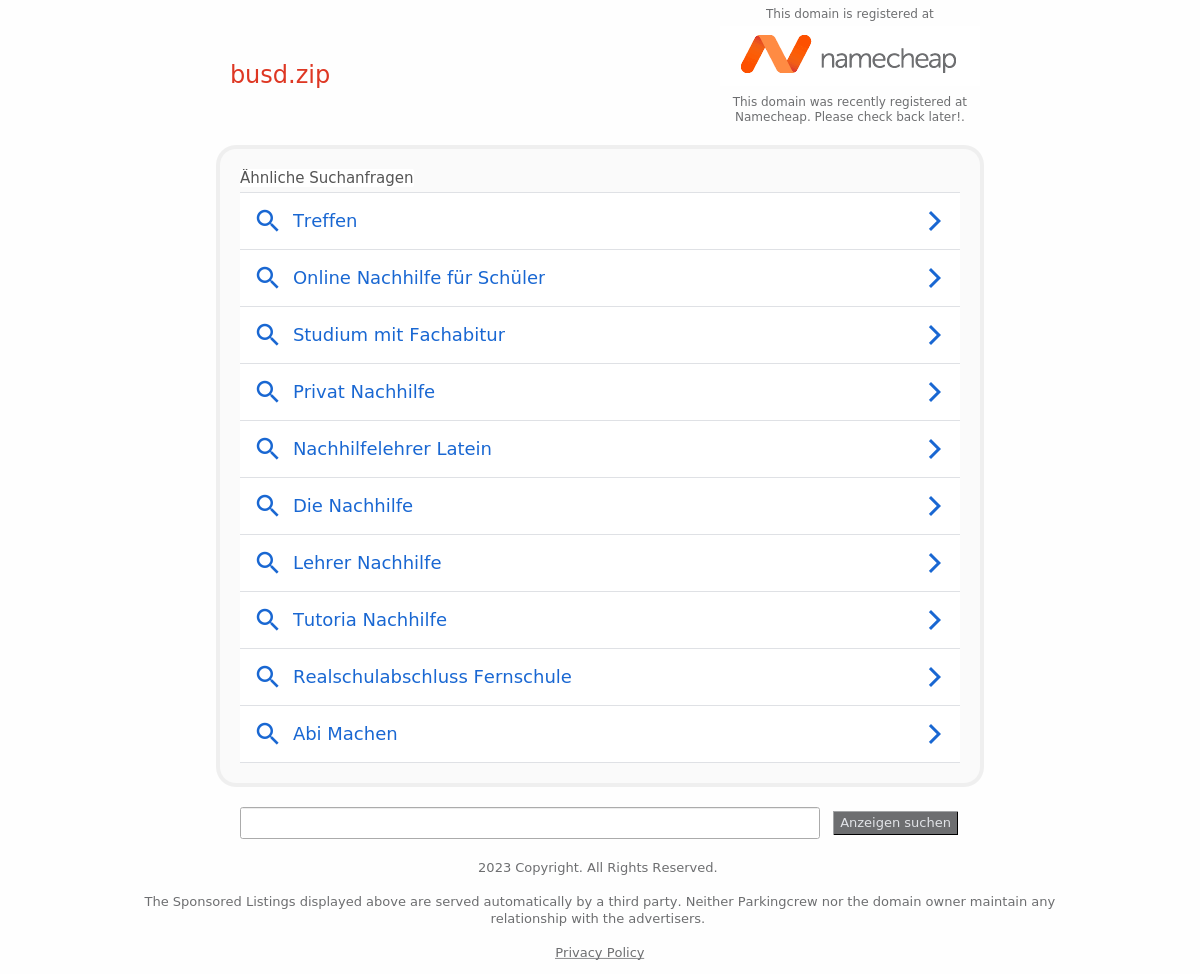 This domain is registered at
namecheap
busd.zip
This domain was recently registered at
Namecheap. Please check back later!.
Ähnliche Suchanfragen
Treffen
Online Nachhilfe für Schüler
Studium mit Fachabitur
Privat Nachhilfe
Nachhilfelehrer Latein
Die Nachhilfe
Lehrer Nachhilfe
Tutoria Nachhilfe
Realschulabschluss Fernschule
Abi Machen
Anzeigen suchen
2023 Copyright. All Rights Reserved.
The Sponsored Listings displayed above are served automatically by a third party. Neither Parkingcrew nor the domain owner maintain any
relationship with the advertisers.
Privacy Policy